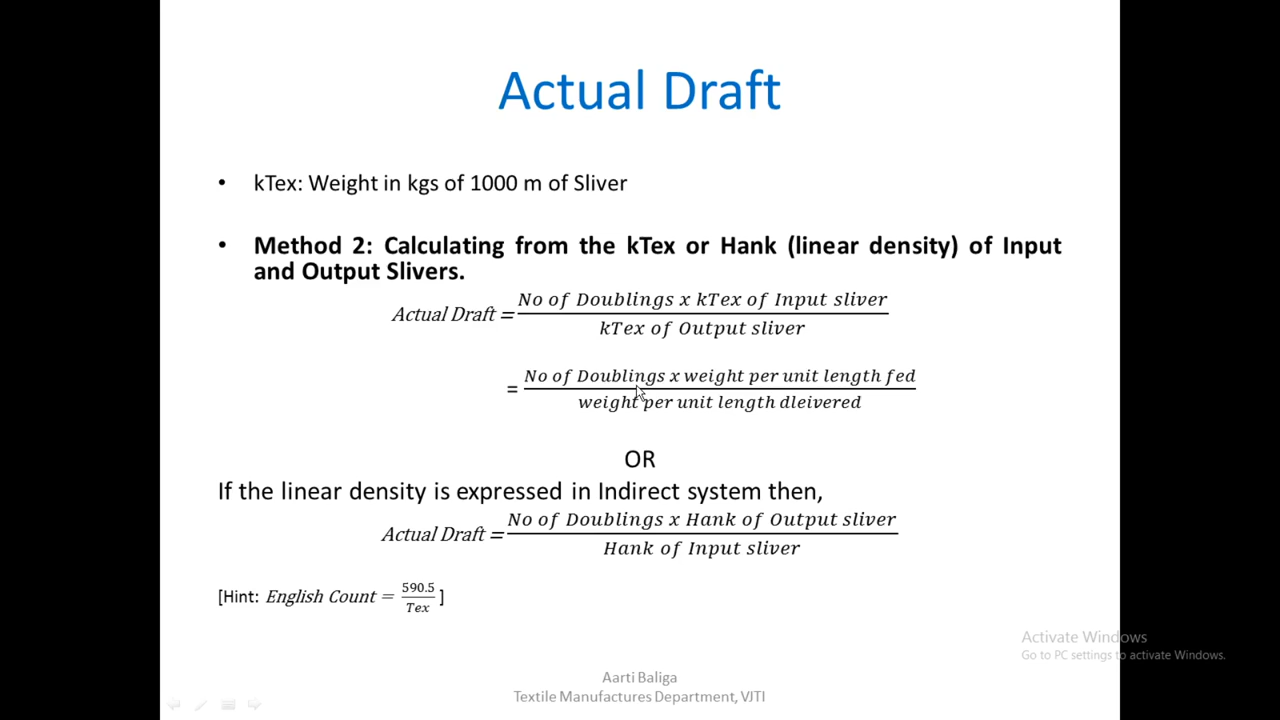 Actual Draft
• kTex: Weight in kgs of 1000 m of Sliver
• Method 2: Calculating from the kTex or Hank (linear density) of Input
and Output Slivers.
Actual Draft = No of Doublings x kTex of Input sliver
kTex of Output sliver
= No of Doublings x weight per unit length fed
weight per unit length dleivered
OR
If the linear density is expressed in Indirect system then,
Actual Draft = No of Doublings x Hank of Output sliver
Hank of Input sliver
[Hint: English Count = 590.5/Tex ]
Activate Windows
Go to PC settings to activate Windows.
Aarti Baliga
Textile Manufactures Department, VJTI